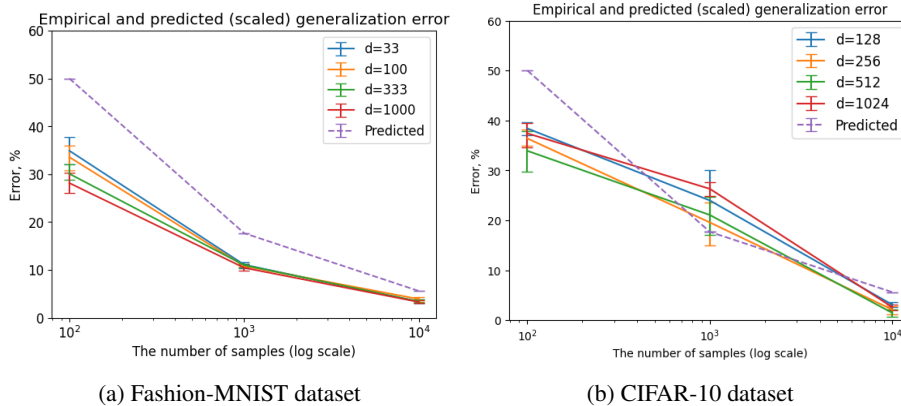 Empirical and predicted (scaled) generalization error
60
50
40
30
20
10
0
Error, %
d=33
d=100
d=333
d=1000
Predicted
10²
10³
10⁴
The number of samples (log scale)
(a) Fashion-MNIST dataset
Empirical and predicted (scaled) generalization error
60
50
40
30
20
10
0
Error, %
d=128
d=256
d=512
d=1024
Predicted
10²
10³
10⁴
The number of samples (log scale)
(b) CIFAR-10 dataset